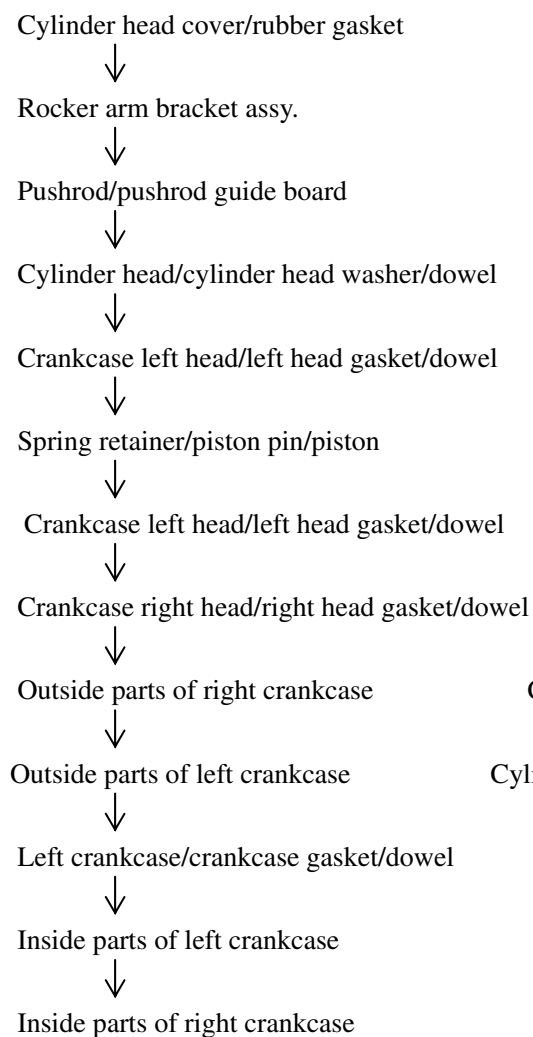 Cylinder head cover/rubber gasket
Rocker arm bracket assy.
Pushrod/pushrod guide board
Cylinder head/cylinder head washer/dowel
Crankcase left head/left head gasket/dowel
Spring retainer/piston pin/piston
Crankcase left head/left head gasket/dowel
Crankcase right head/right head gasket/dowel
Outside parts of right crankcase
Outside parts of left crankcase
Left crankcase/crankcase gasket/dowel
Inside parts of left crankcase
Inside parts of right crankcase